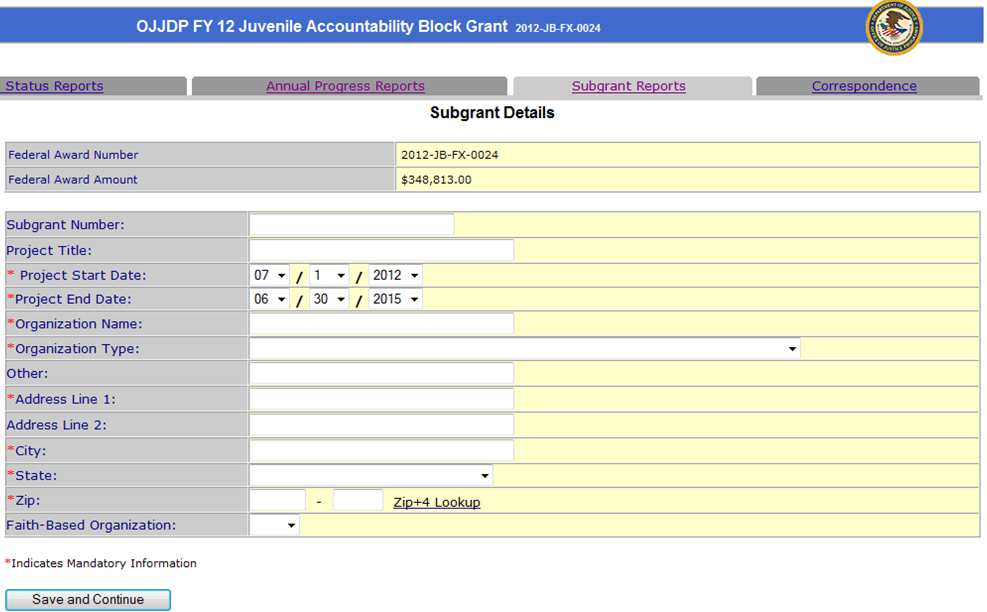 OJJDP FY 12 Juvenile Accountability Block Grant 2012-JB-FX-0024
Status Reports Annual Progress Reports Subgrant Reports Correspondence
Subgrant Details
Federal Award Number 2012-JB-FX-0024
Federal Award Amount $348,813.00
Subgrant Number:
Project Title:
* Project Start Date: 07 / 1 / 2012
*Project End Date: 06 / 30 / 2015
*Organization Name:
*Organization Type:
Other:
*Address Line 1:
Address Line 2:
*City:
*State:
*Zip: - Zip+4 Lookup
Faith-Based Organization:
*Indicates Mandatory Information
Save and Continue